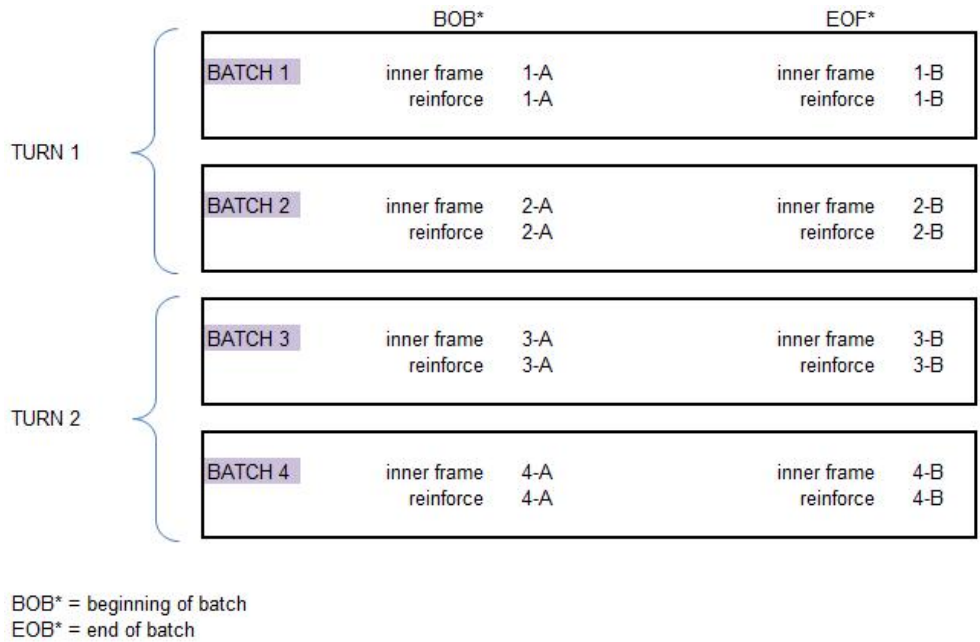 BOB* EOF*
BATCH 1 inner frame 1-A inner frame 1-B
reinforce 1-A reinforce 1-B
TURN 1
BATCH 2 inner frame 2-A inner frame 2-B
reinforce 2-A reinforce 2-B
BATCH 3 inner frame 3-A inner frame 3-B
reinforce 3-A reinforce 3-B
TURN 2
BATCH 4 inner frame 4-A inner frame 4-B
reinforce 4-A reinforce 4-B
BOB* = beginning of batch
EOB* = end of batch